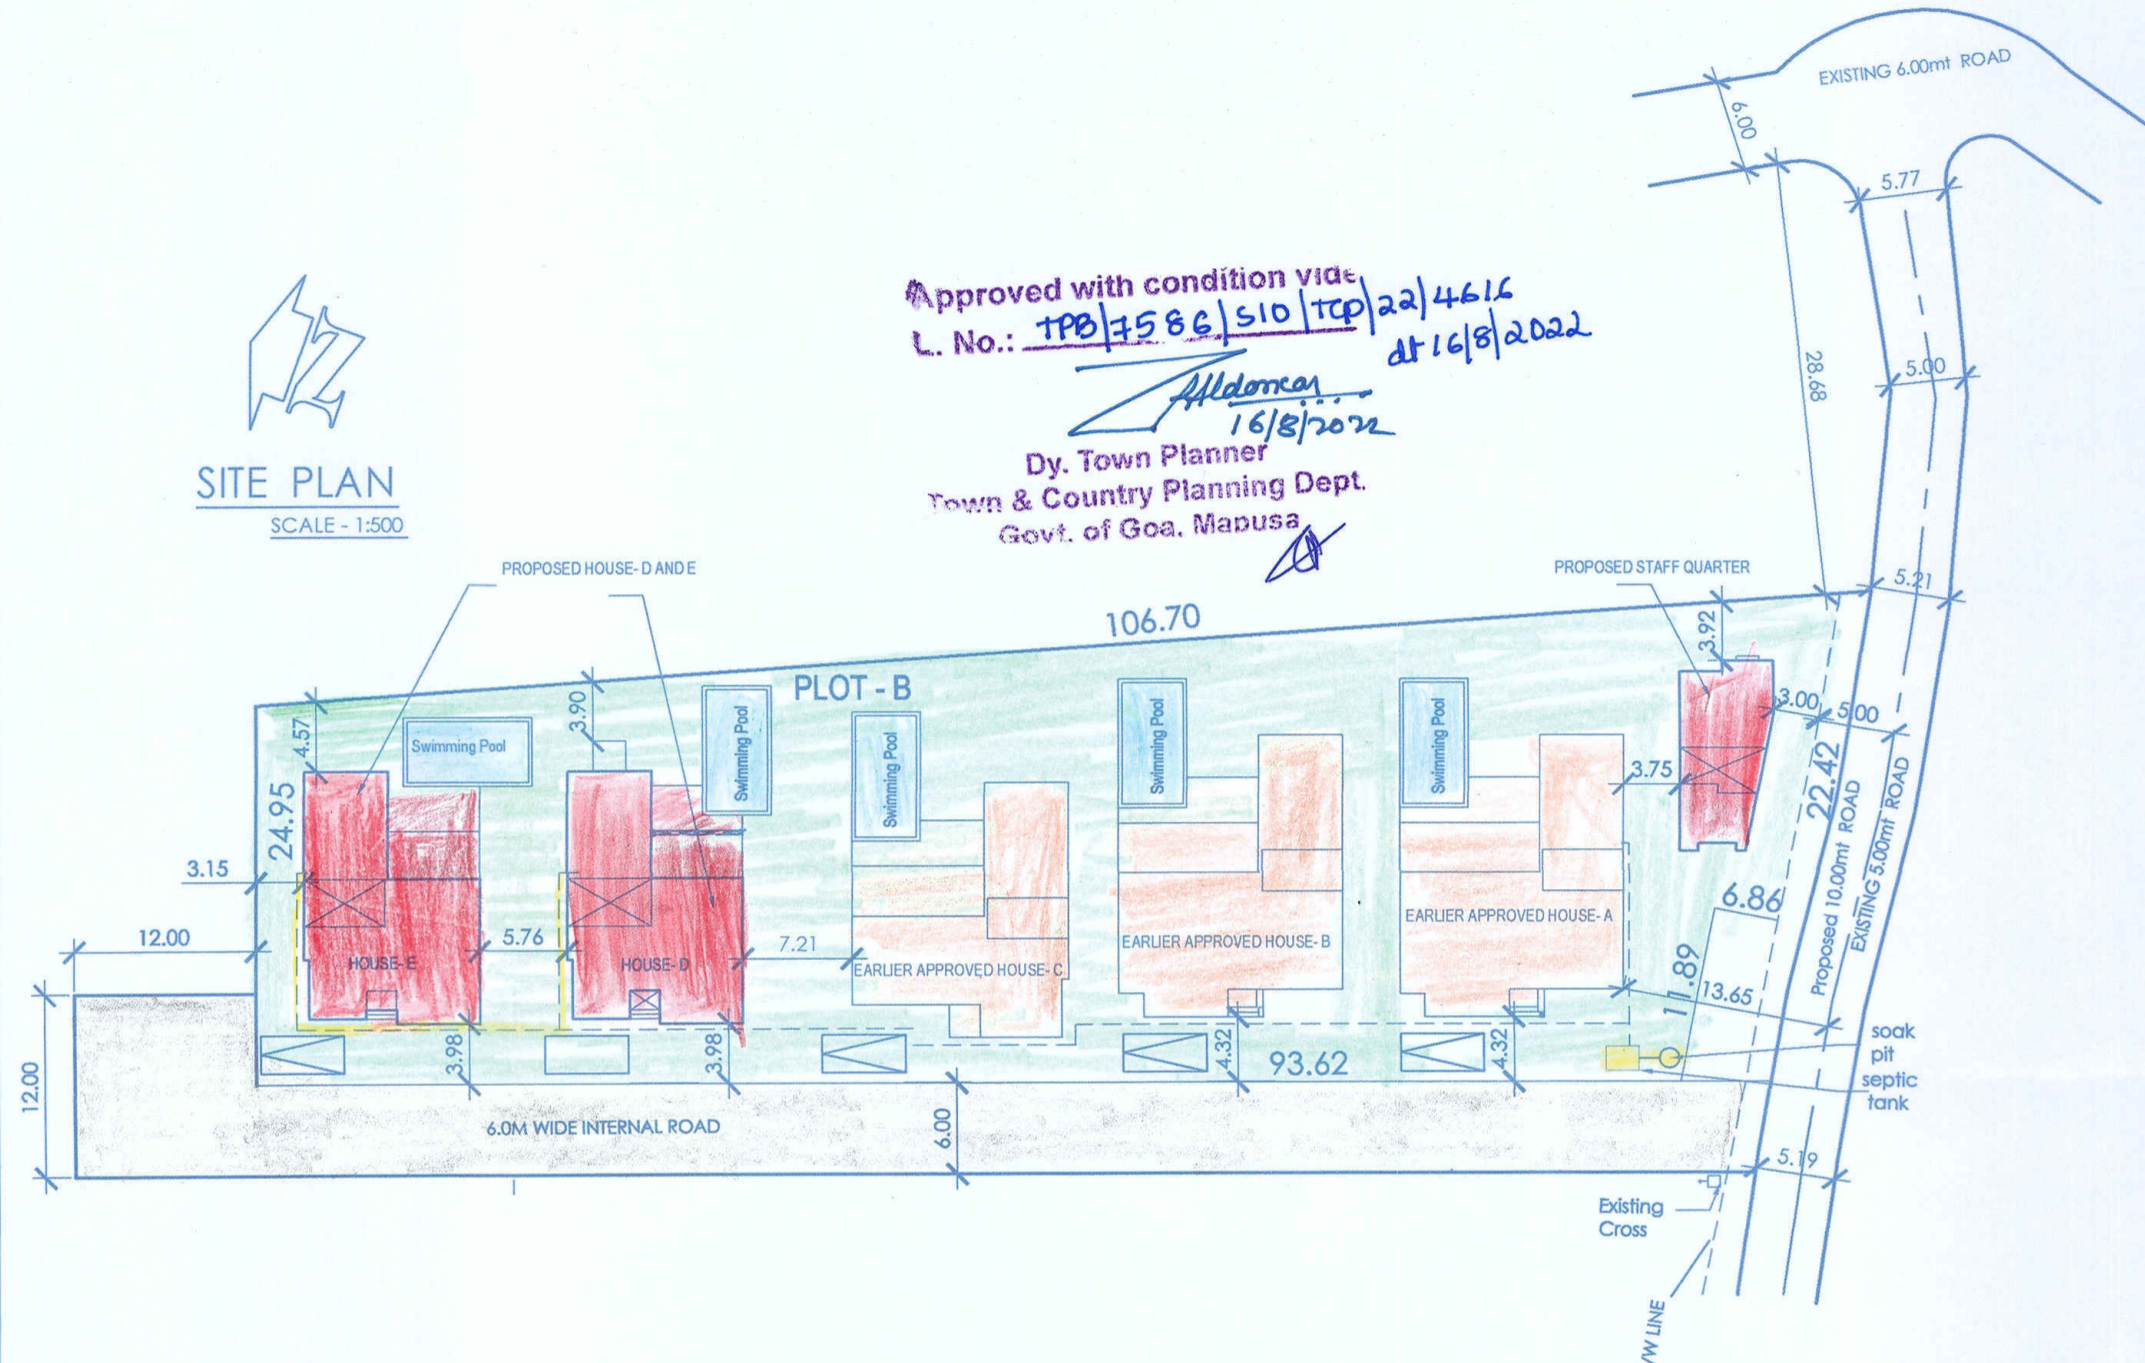 EXISTING 6.00mt ROAD
6.00
5.77
Approved with condition vide
L. No.: TPB/7586/SIO/TCP/22/4616
dt 16/8/2022
16/8/2022
Dy. Town Planner
Town & Country Planning Dept.
Govt. of Goa. Mapusa
28.68
5.00
N
SITE PLAN
SCALE - 1:500
PROPOSED HOUSE- D AND E
PROPOSED STAFF QUARTER
5.21
106.70
3.92
PLOT - B
4.57
3.90
Swimming Pool
Swimming Pool
Swimming Pool
Swimming Pool
Swimming Pool
3.00
5.00
3.75
22.42
24.95
3.15
Proposed 10.00mt ROAD
EXISTING 5.00mt ROAD
6.86
12.00
5.76
7.21
HOUSE- E
HOUSE- D
EARLIER APPROVED HOUSE- C
EARLIER APPROVED HOUSE- B
EARLIER APPROVED HOUSE- A
11.89
13.65
soak
pit
septic
tank
3.98
3.98
4.32
93.62
4.32
12.00
6.0M WIDE INTERNAL ROAD
6.00
5.19
Existing
Cross
W LINE